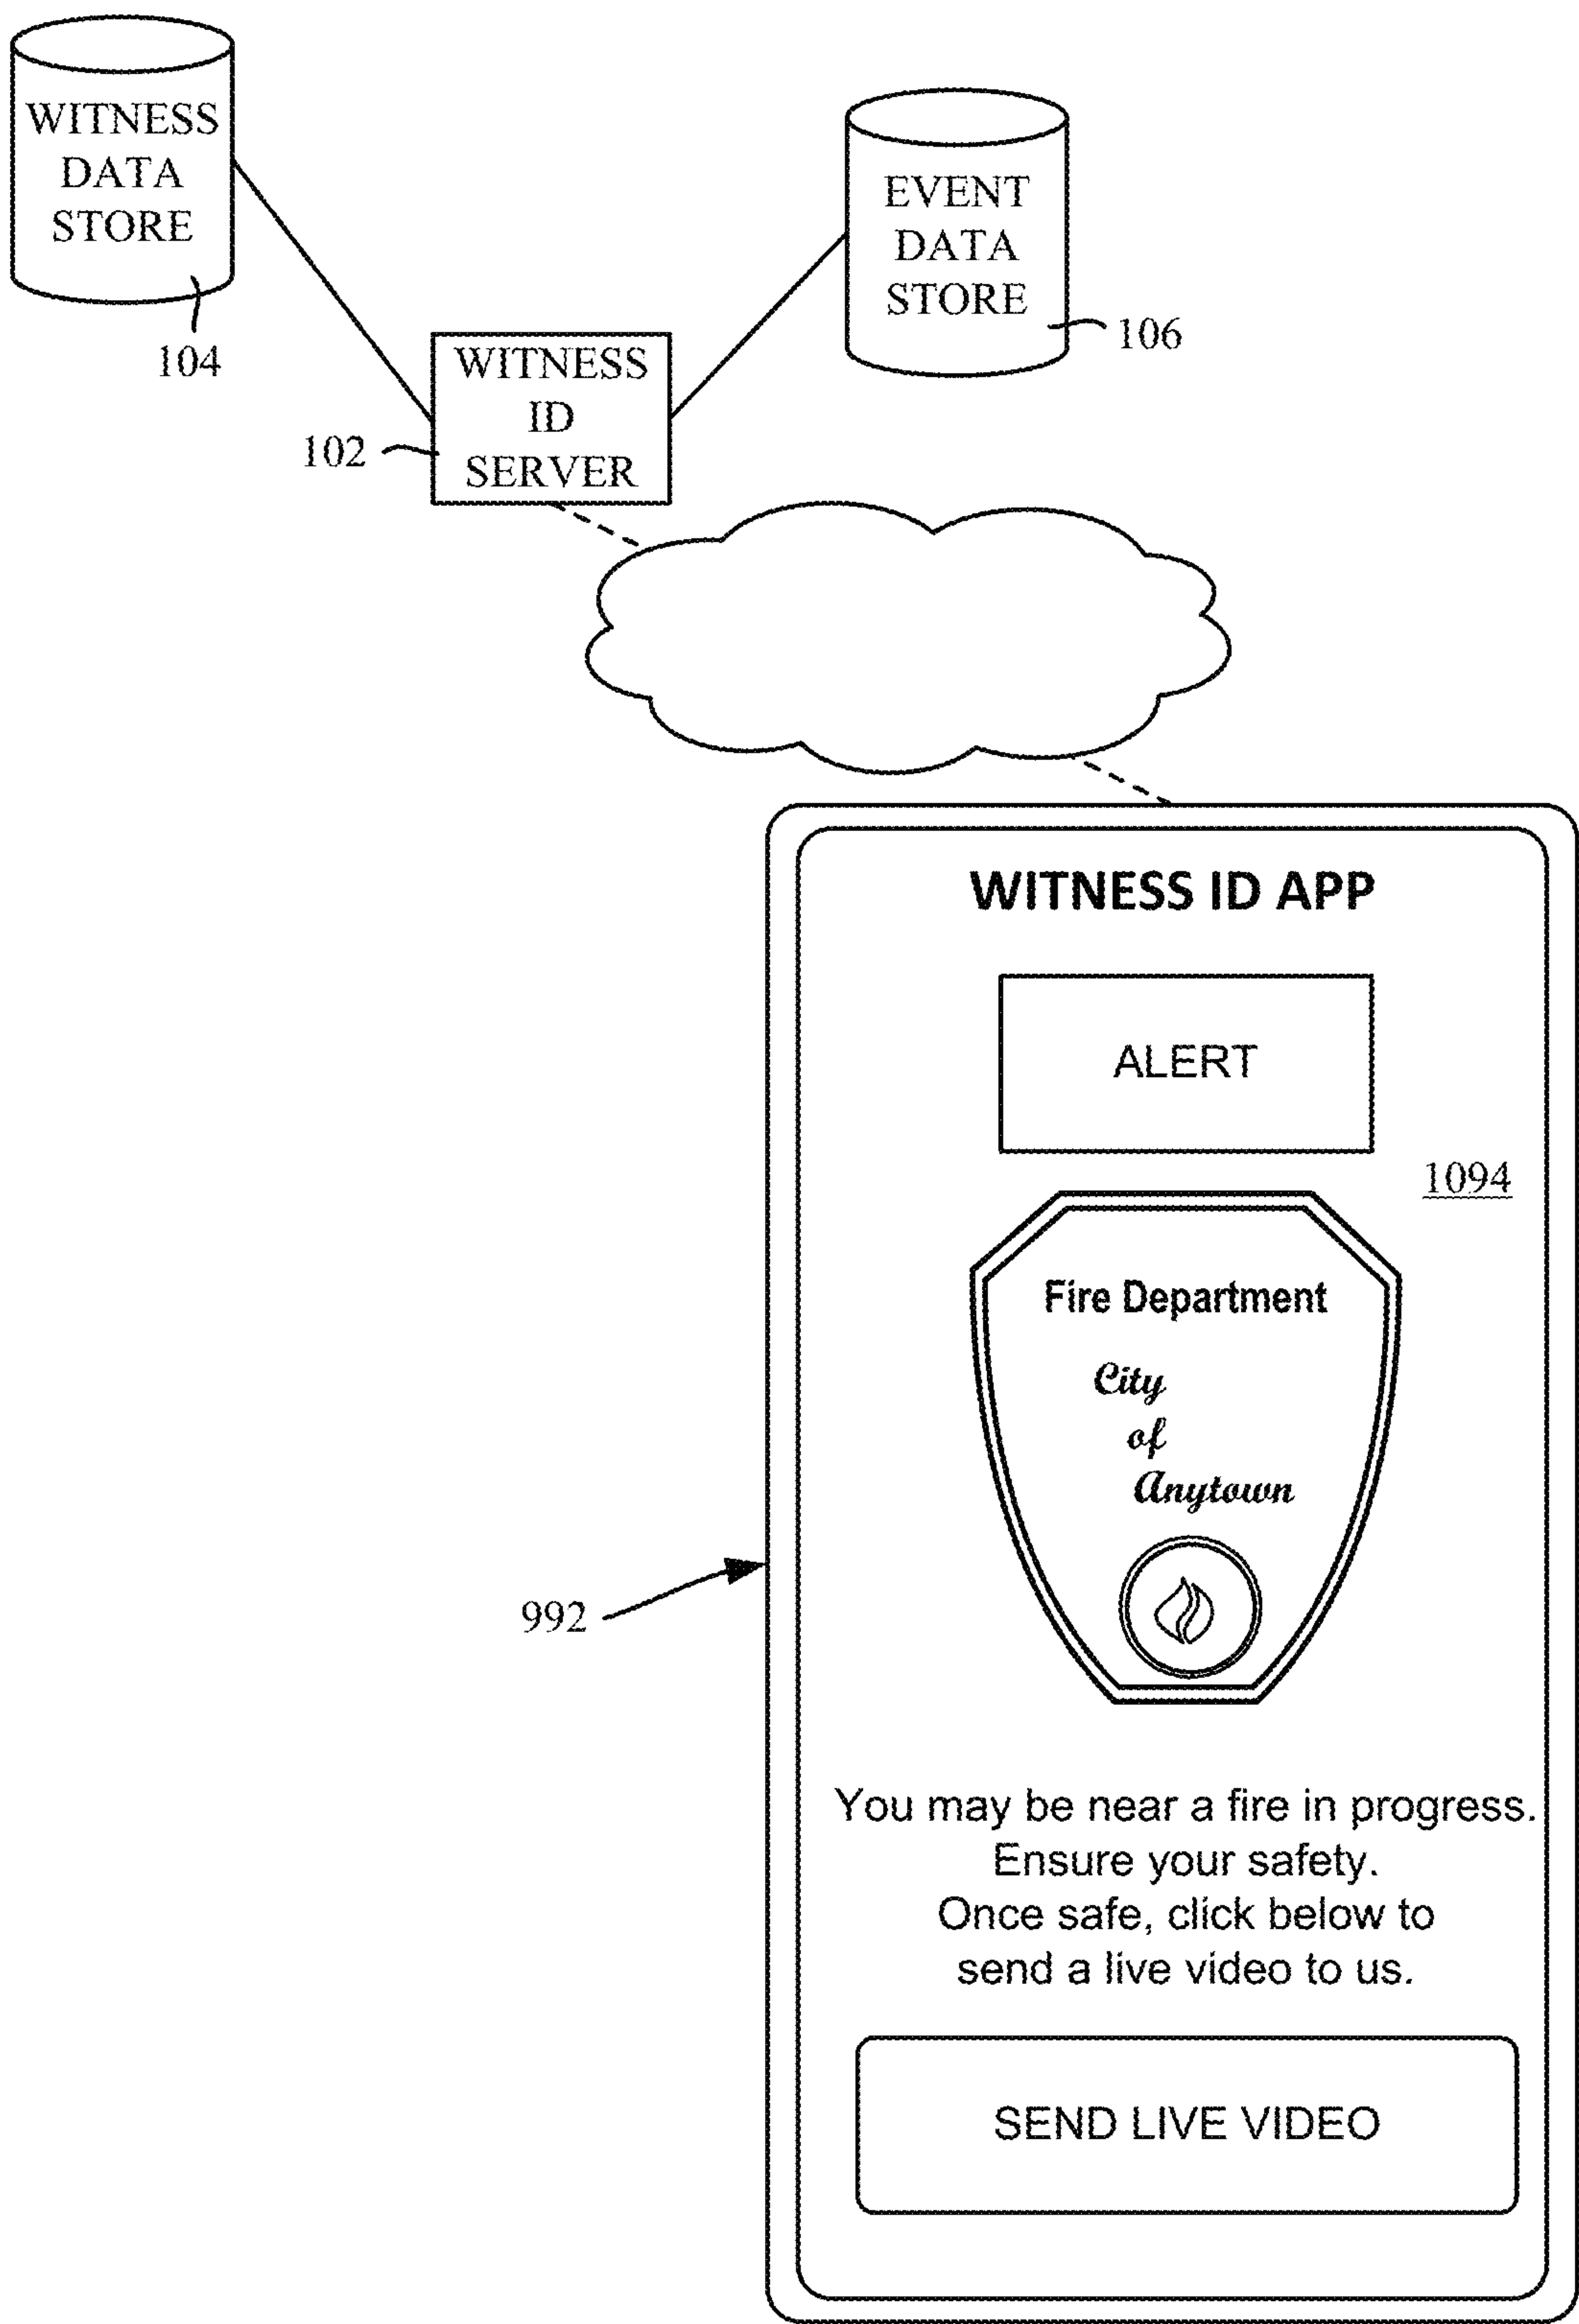 WITNESS
DATA
STORE
104
EVENT
DATA
STORE
106
WITNESS
ID
SERVER
102
WITNESS ID APP
ALERT
1094
Fire Department
City
of
Anytown
992
You may be near a fire in progress.
Ensure your safety.
Once safe, click below to
send a live video to us.
SEND LIVE VIDEO